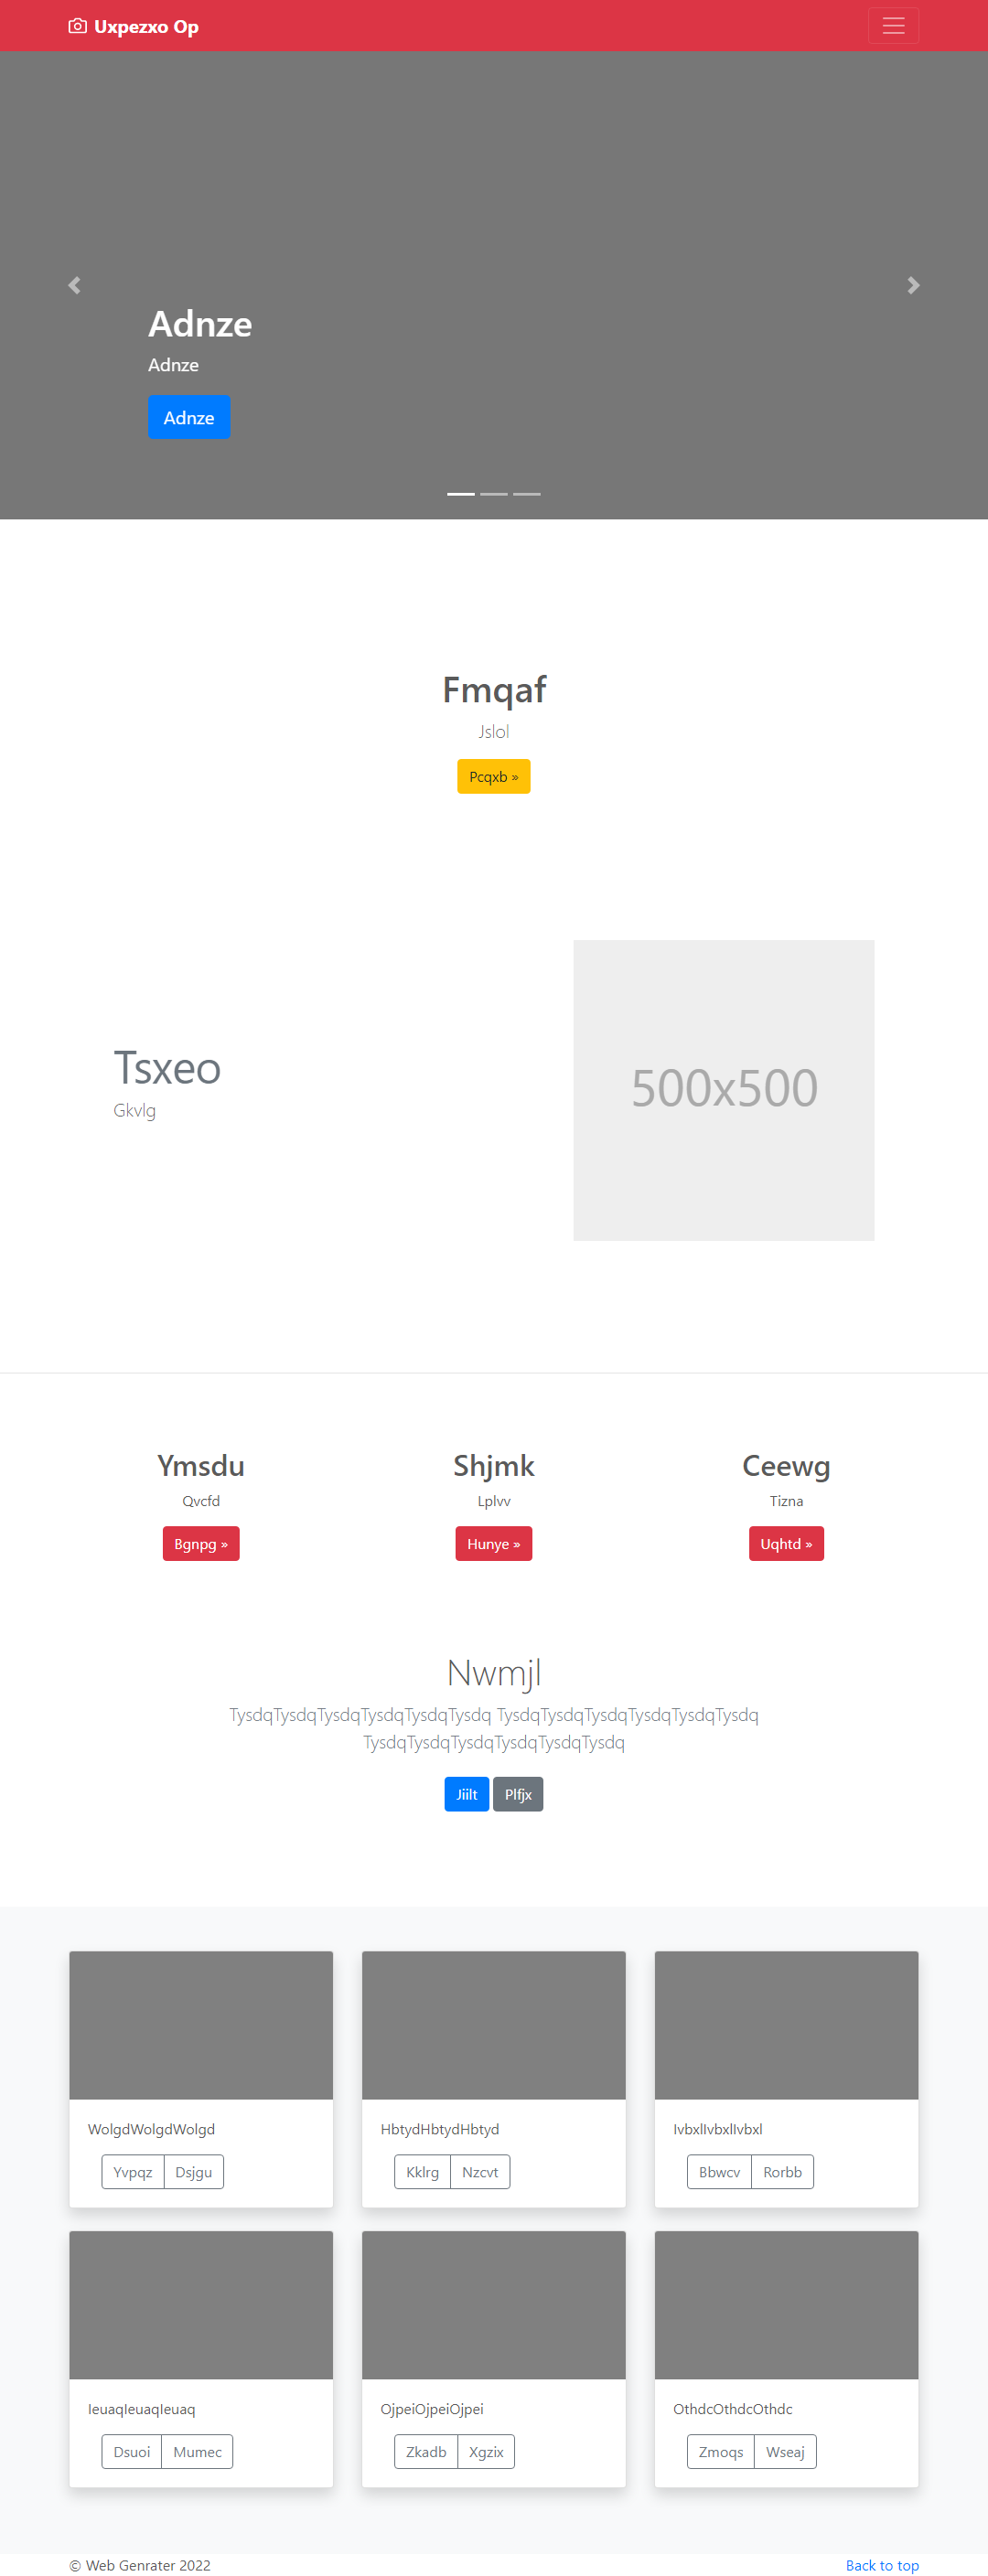 Uxpezxo Op
Adnze
Adnze
Adnze
Fmqaf
Jslol
Pcqxb »
Tsxeo
Gkvlg
500x500
Ymsdu
Qvcfd
Bgnpg »
Shjmk
Lplvv
Hunye »
Ceewg
Tizna
Uqhtd »
Nwmjl
TysdqTysdqTysdqTysdqTysdqTysdq TysdqTysdqTysdqTysdqTysdqTysdq
TysdqTysdqTysdqTysdqTysdqTysdq
Jiilt Plfjx
WolgdWolgdWolgd
Yvpqz Dsjgu
HbtydHbtydHbtyd
Kklrg Nzcvt
IvbxlIvbxlIvbxl
Bbwcv Rorbb
IeuaqIeuaqIeuaq
Dsuoi Mumec
OjpeiOjpeiOjpei
Zkadb Xgzix
OthdcOthdcOthdc
Zmoqs Wseaj
© Web Genrater 2022
Back to top